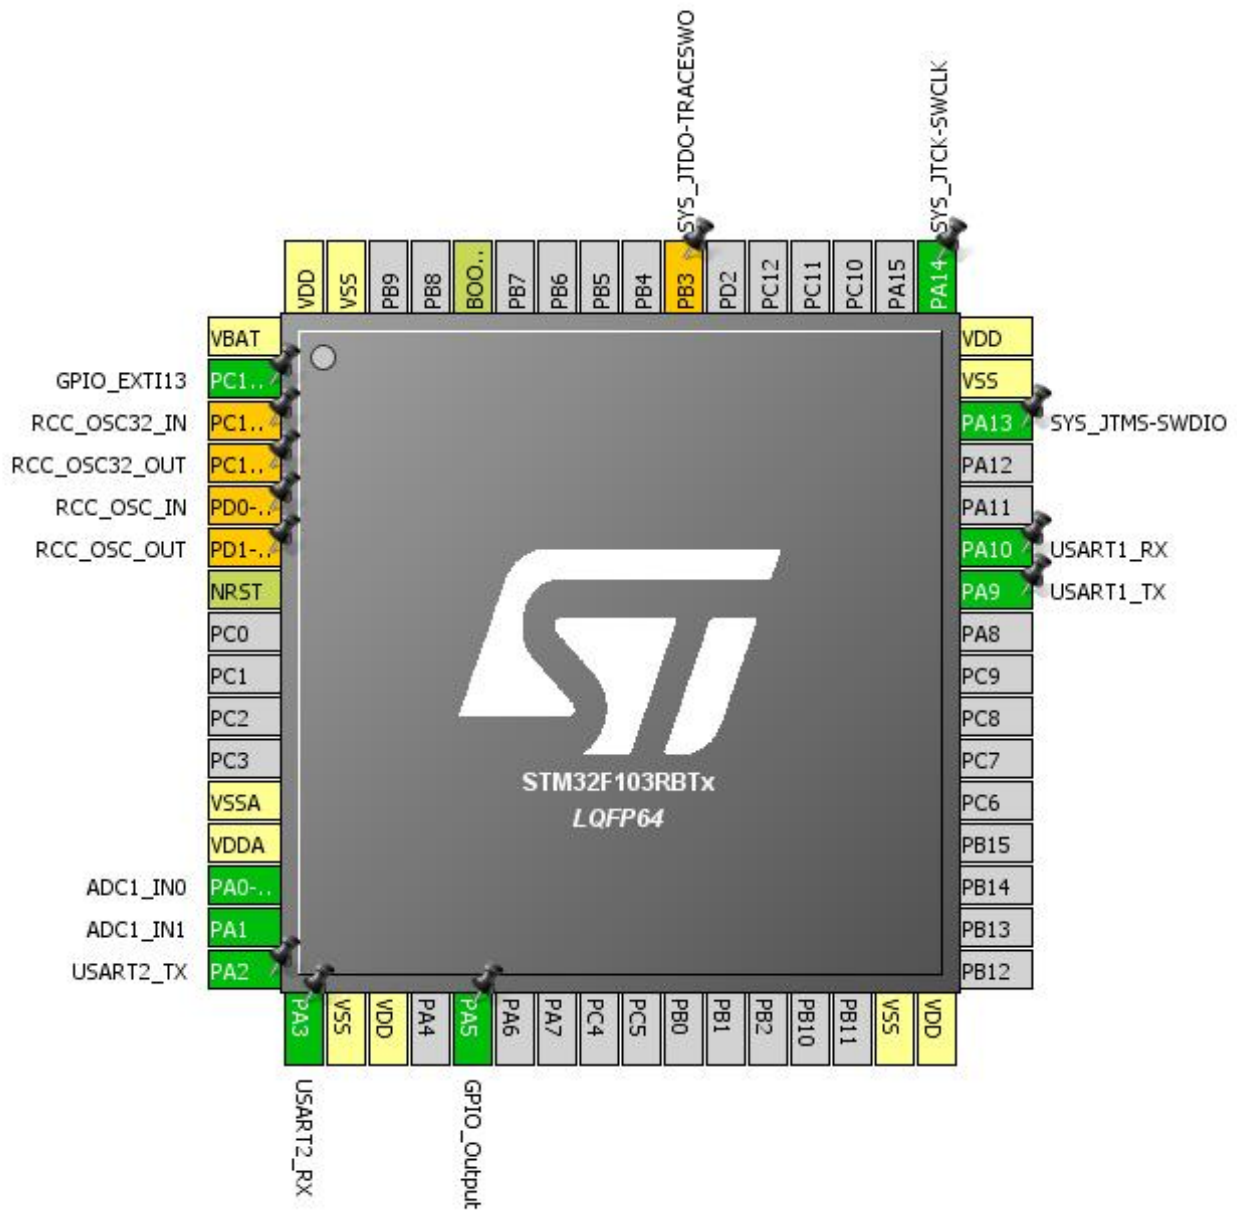 SYS_JTDO-TRACESWO
SYS_JTCK-SWCLK
VDD
VSS
PB9
PB8
BOO..
PB7
PB6
PB5
PB4
PB3
PD2
PC12
PC11
PC10
PA15
PA14
VBAT
GPIO_EXTI13 PC1..
RCC_OSC32_IN PC1..
RCC_OSC32_OUT PC1..
RCC_OSC_IN PD0-..
RCC_OSC_OUT PD1-..
NRST
PC0
PC1
PC2
PC3
VSSA
VDDA
ADC1_IN0 PA0-..
ADC1_IN1 PA1
USART2_TX PA2
STM32F103RBTx
LQFP64
VDD
VSS
PA13 SYS_JTMS-SWDIO
PA12
PA11
PA10 USART1_RX
PA9 USART1_TX
PA8
PC9
PC8
PC7
PC6
PB15
PB14
PB13
PB12
PA3
VSS
VDD
PA4
PA5
PA6
PA7
PC4
PC5
PB0
PB1
PB2
PB10
PB11
VSS
VDD
USART2_RX
GPIO_Output